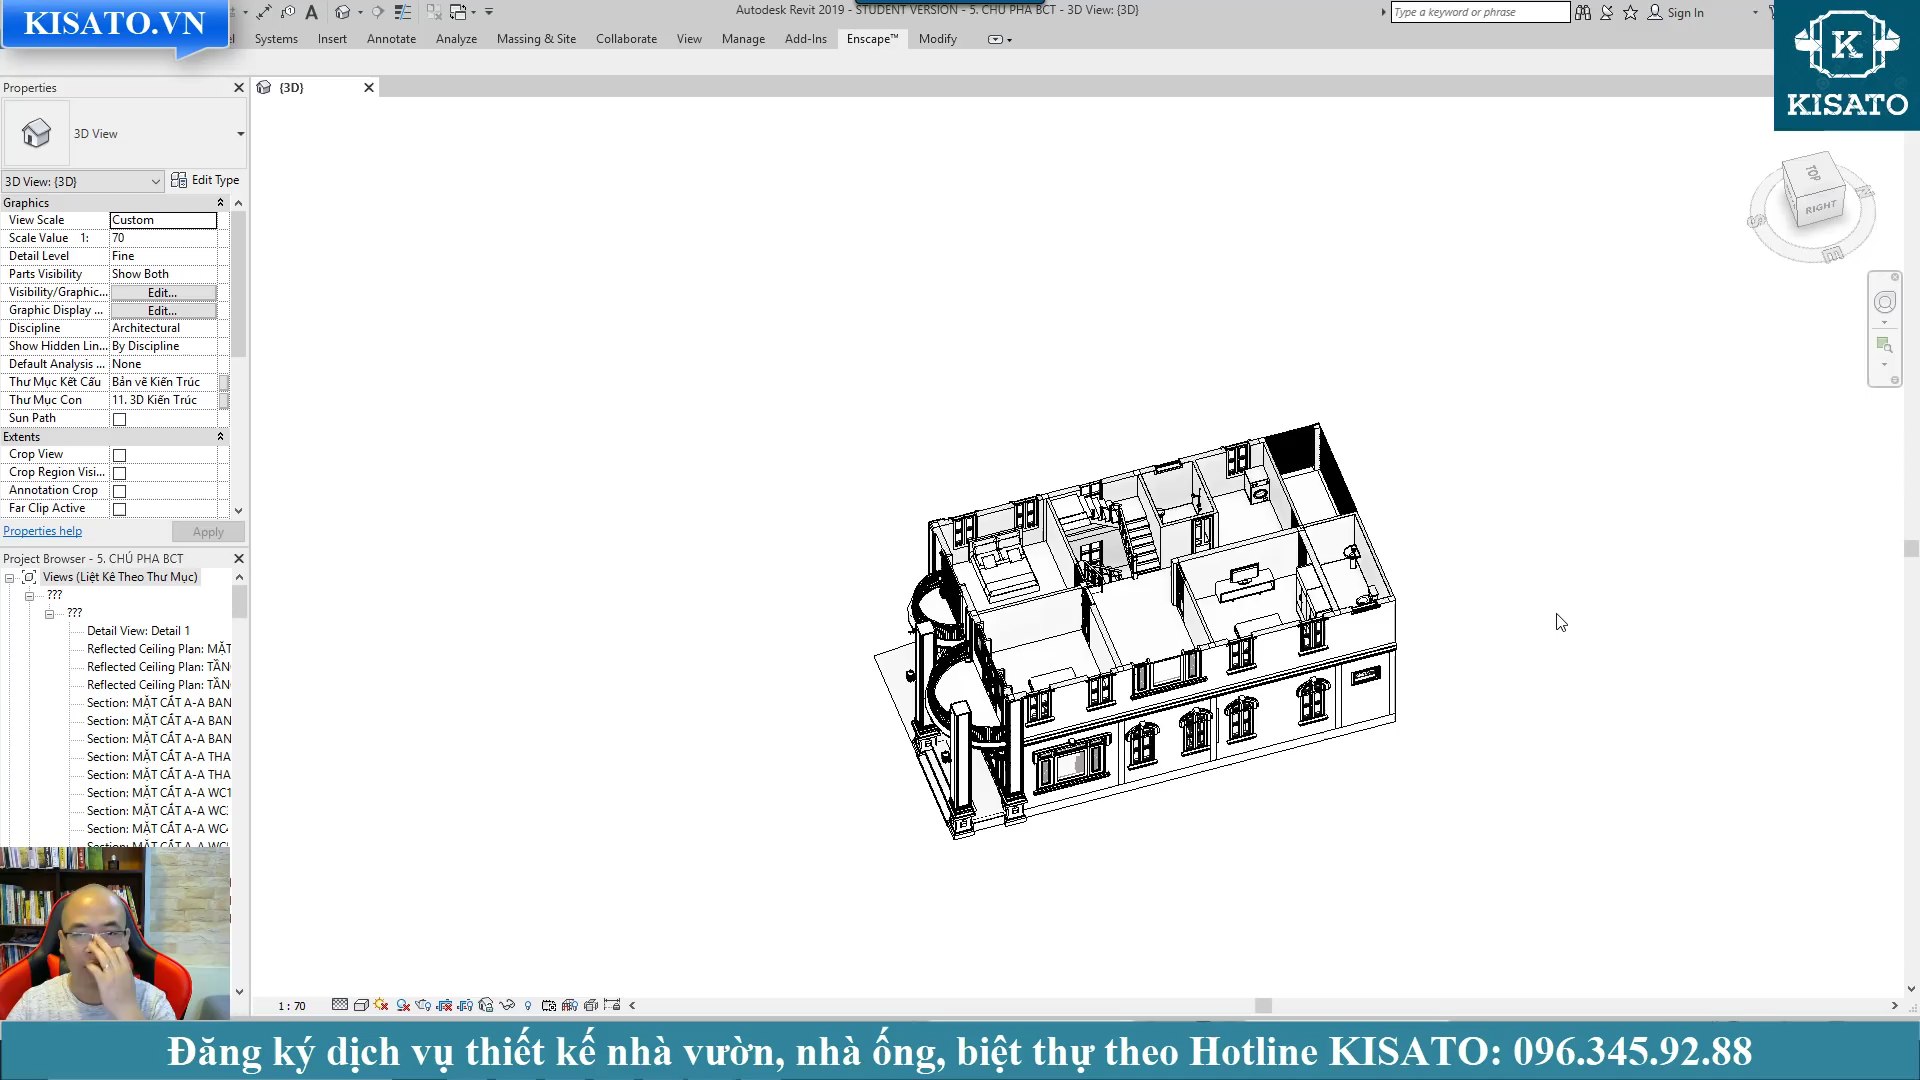 KISATO.VN
Autodesk Revit 2019 - STUDENT VERSION - 5. CHÚ PHA BCT - 3D View: {3D}
Type a keyword or phrase
Sign In
Systems
Insert
Annotate
Analyze
Massing & Site
Collaborate
View
Manage
Add-Ins
Enscape™
Modify
K
KISATO
Properties
{3D}
3D View
3D View: {3D}
Edit Type
Graphics
View Scale Custom
Scale Value 1: 70
Detail Level Fine
Parts Visibility Show Both
Visibility/Graphic... Edit...
Graphic Display ... Edit...
Discipline Architectural
Show Hidden Lin... By Discipline
Default Analysis ... None
Thư Mục Kết Cấu Bản vẽ Kiến Trúc
Thư Mục Con 11. 3D Kiến Trúc
Sun Path
Extents
Crop View
Crop Region Visi...
Annotation Crop
Far Clip Active
Properties help
Apply
Project Browser - 5. CHÚ PHA BCT
Views (Liệt Kê Theo Thư Mục)
???
???
Detail View: Detail 1
Reflected Ceiling Plan: MẶT
Reflected Ceiling Plan: TẦN
Reflected Ceiling Plan: TẦN
Section: MẶT CẮT A-A BAN
Section: MẶT CẮT A-A BAN
Section: MẶT CẮT A-A BAN
Section: MẶT CẮT A-A THA
Section: MẶT CẮT A-A THA
Section: MẶT CẮT A-A WC1
Section: MẶT CẮT A-A WC
Section: MẶT CẮT A-A WC
TOP
RIGHT
1 : 70
Đăng ký dịch vụ thiết kế nhà vườn, nhà ống, biệt thự theo Hotline KISATO: 096.345.92.88